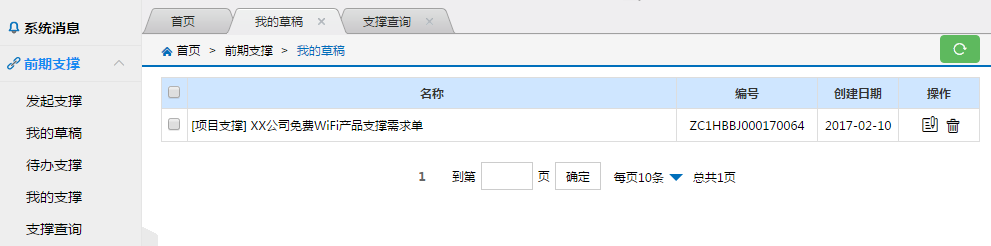 系统消息
前期支撑
发起支撑
我的草稿
待办支撑
我的支撑
支撑查询
首页 我的草稿 × 支撑查询 ×
首页 > 前期支撑 > 我的草稿
名称 编号 创建日期 操作
[项目支撑] XX公司免费WiFi产品支撑需求单 ZC1HBBJ000170064 2017-02-10
1 到第 页 确定 每页10条 总共1页